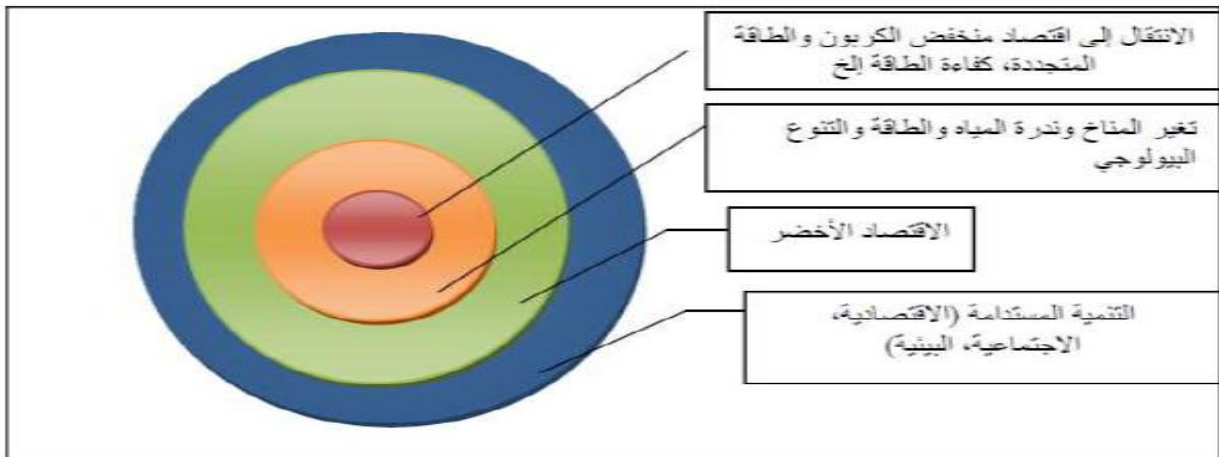 الانتقال إلى اقتصاد منخفض الكربون والطاقة
المتجددة، كفاءة الطاقة إلخ
تغير المناخ وندرة المياه والطاقة والتنوع
البيولوجي
الاقتصاد الأخضر
التنمية المستدامة (الاقتصادية،
الاجتماعية، البيئية)